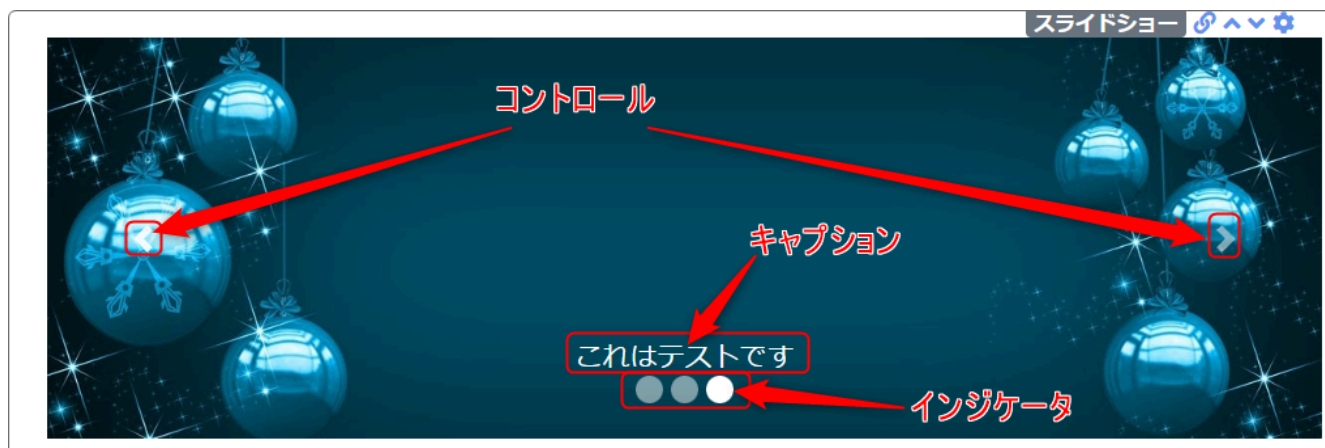 スライドショー
コントロール
キャプション
これはテストです
インジケータ